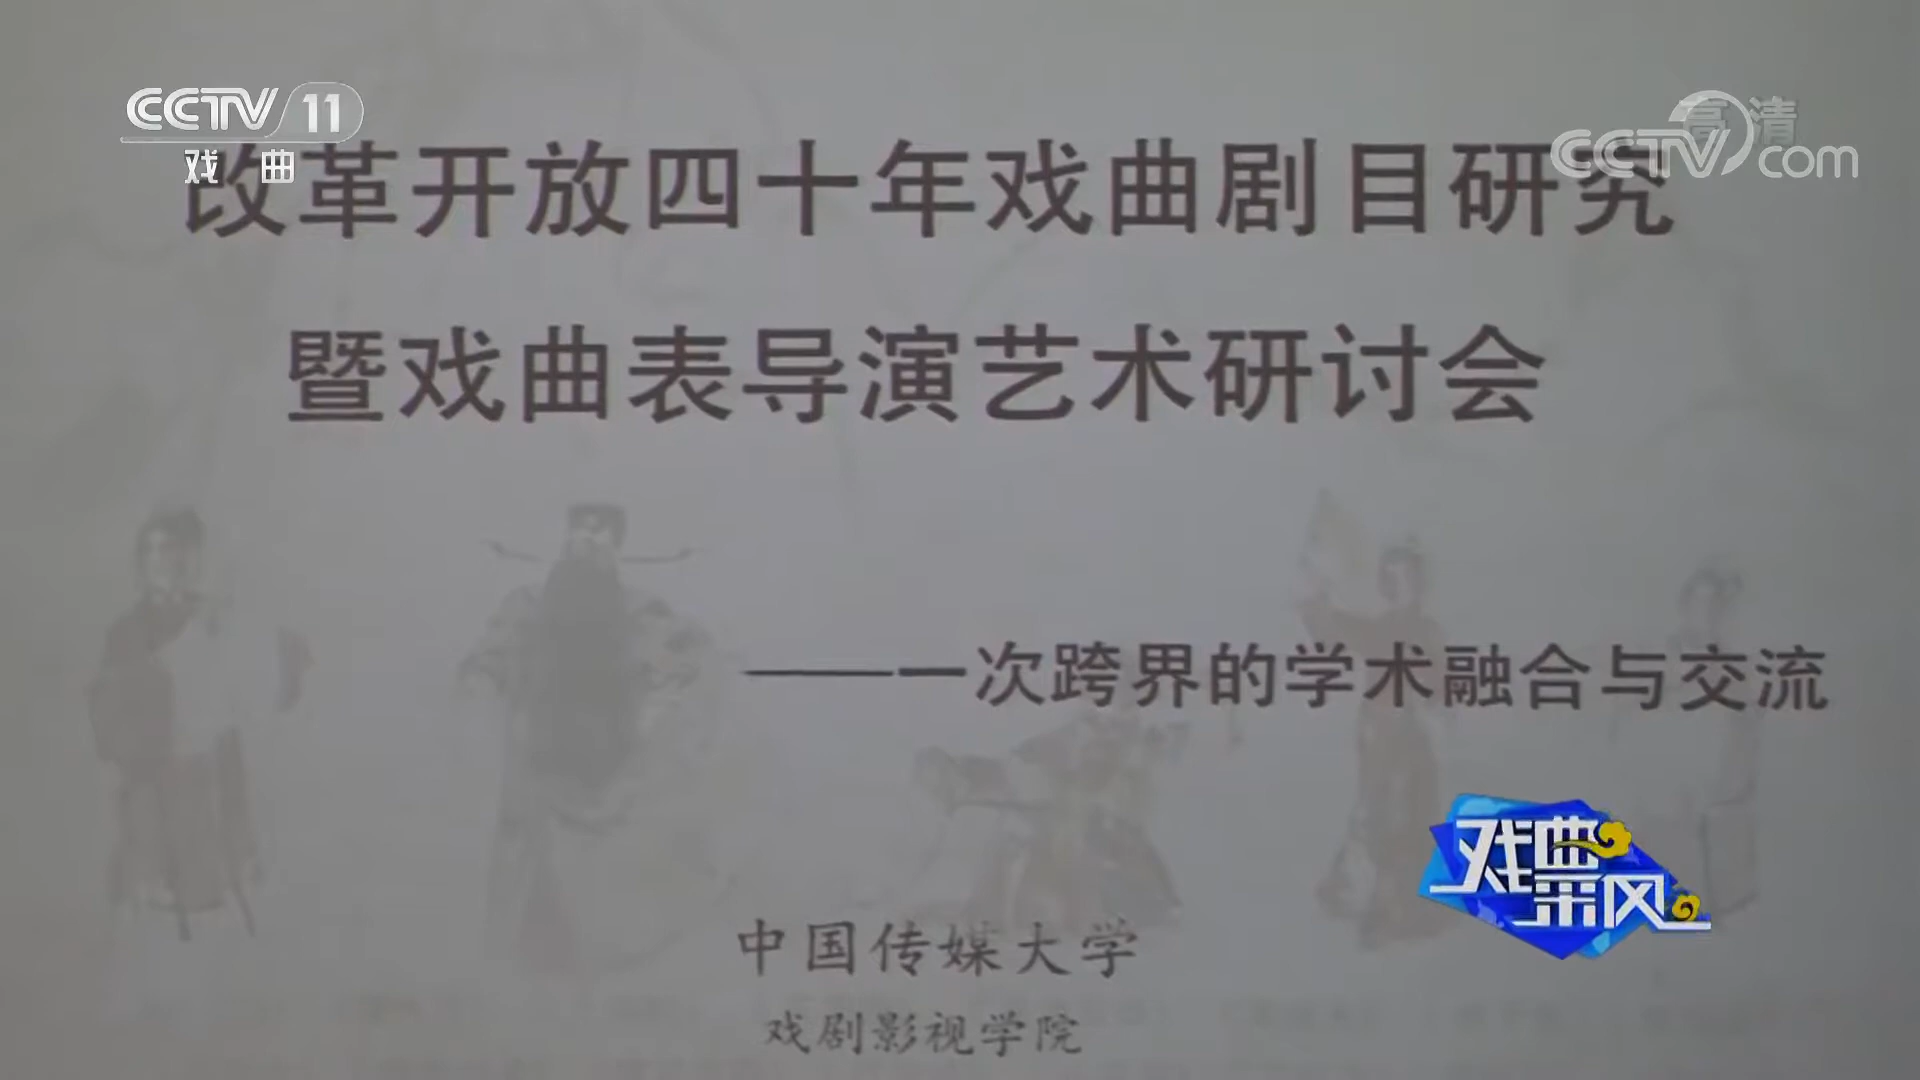 CCTV 11
戏曲
高清
CCTV.com
改革开放四十年戏曲剧目研究
暨戏曲表导演艺术研讨会
——一次跨界的学术融合与交流
戏曲采风
中国传媒大学
戏剧影视学院